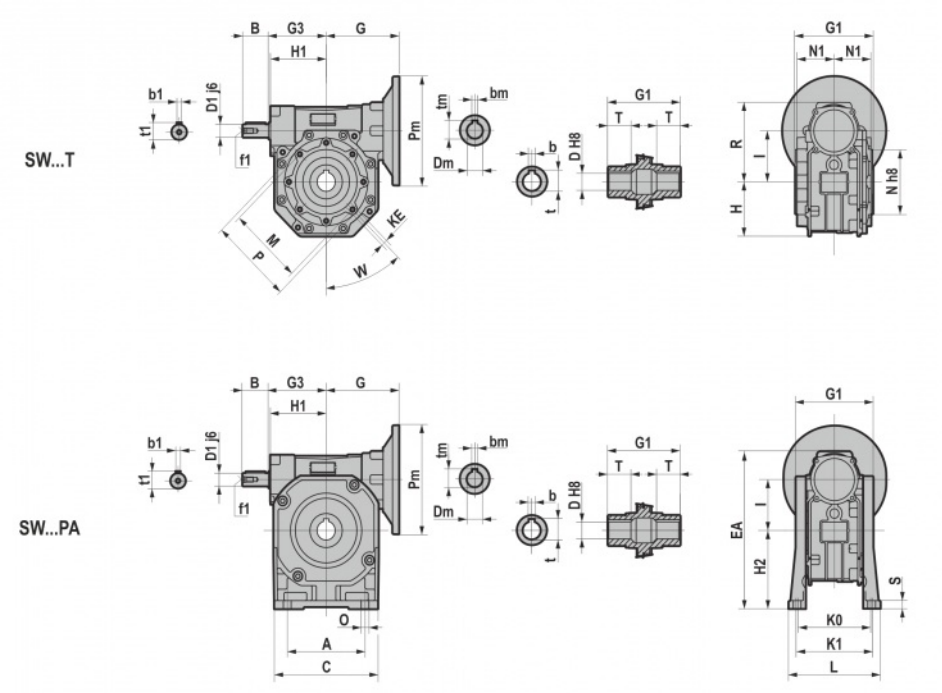 B G3 G
H1
b1
D1 j6
t1
f1
Pm
tm
bm
Dm
G1
T T
b
D H8
t
G1
N1 N1
R
I
H
N h8
SW...T
M
P
KE
W
B G3 G
H1
b1
D1 j6
t1
f1
Pm
tm
bm
Dm
G1
T T
b
D H8
t
G1
EA
I
H2
S
SW...PA
O
A
C
K0
K1
L